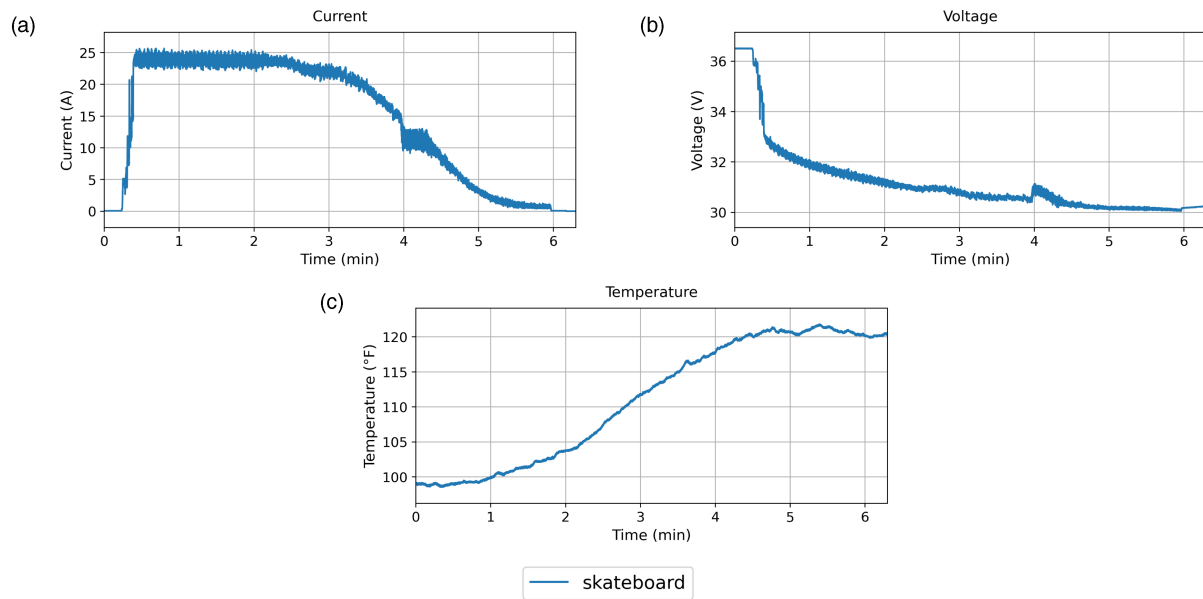 (a)
Current
25
20
15
10
5
0
Current (A)
0 1 2 3 4 5 6
Time (min)
(b)
Voltage
36
34
32
30
Voltage (V)
0 1 2 3 4 5 6
Time (min)
(c)
Temperature
120
115
110
105
100
Temperature (°F)
0 1 2 3 4 5 6
Time (min)
skateboard